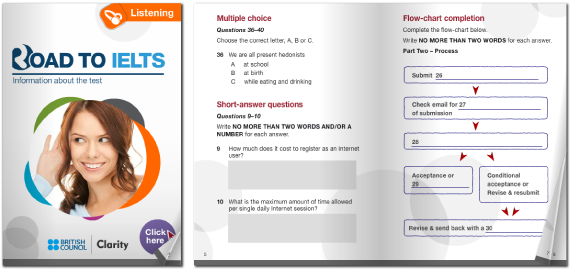 Listening
ROAD TO IELTS
Information about the test
BRITISH COUNCIL
Clarity
Click here
Multiple choice
Questions 36–40
Choose the correct letter, A, B or C.
36 We are all present hedonists
A at school
B at birth
C while eating and drinking
Short-answer questions
Questions 9–10
Write NO MORE THAN TWO WORDS AND/OR A
NUMBER for each answer.
9 How much does it cost to register as an Internet
user?
10 What is the maximum amount of time allowed
per single daily Internet session?
Flow-chart completion
Complete the flow-chart below.
Write NO MORE THAN TWO WORDS for each answer.
Part Two – Process
Submit 26
Check email for 27
of submission
28
Acceptance or
29
Conditional
acceptance or
Revise & resubmit
Revise & send back with a 30